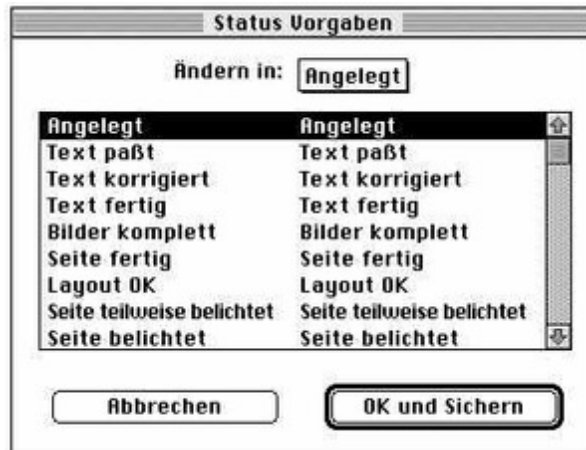 Status Vorgaben
Ändern in: Angelegt
Angelegt Angelegt
Text paßt Text paßt
Text korrigiert Text korrigiert
Text fertig Text fertig
Bilder komplett Bilder komplett
Seite fertig Seite fertig
Layout OK Layout OK
Seite teilweise belichtet Seite teilweise belichtet
Seite belichtet Seite belichtet
Abbrechen OK und Sichern